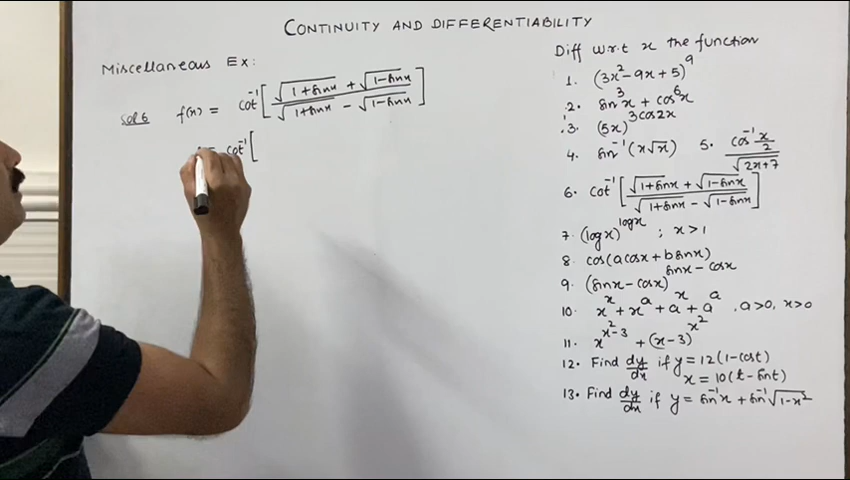 CONTINUITY AND DIFFERENTIABILITY
Miscellaneous Ex:
Sol 6 f(x) = cot⁻¹[(√(1+sinx) + √(1-sinx))/(√(1+sinx) - √(1-sinx))]
= cot⁻¹[
Diff w.r.t x the function
1. (3x²-9x+5)⁹
2. sin³x + cos⁶x
3. (5x)^(3cos2x)
4. sin⁻¹(x√x) 5. (cos⁻¹ x/2)/√(2x+7)
6. cot⁻¹[(√(1+sinx) + √(1-sinx))/(√(1+sinx) - √(1-sinx))]
7. (logx)^(logx) ; x>1
8. cos(acosx + bsinx)
9. (sinx - cosx)^(sinx - cosx)
10. x^x + x^a + a^x + a^a , a>0, x>0
11. x^(x²-3) + (x-3)^(x²)
12. Find dy/dx if y = 12(1-cost)
x = 10(t-sint)
13. Find dy/dx if y = sin⁻¹x + sin⁻¹√(1-x²)